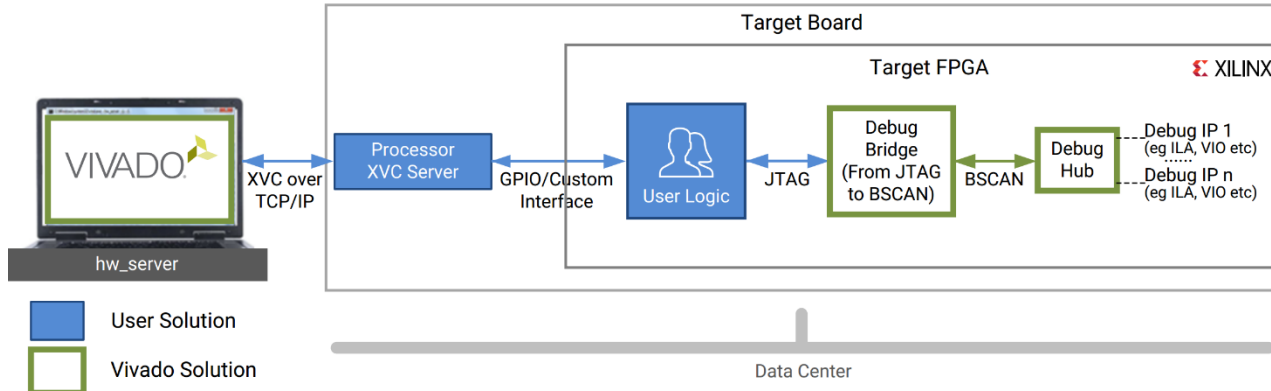 Target Board
Target FPGA
XILINX
VIVADO
Processor
XVC Server
User Logic
Debug
Bridge
(From JTAG
to BSCAN)
Debug
Hub
Debug IP 1
(eg ILA, VIO etc)
......
Debug IP n
(eg ILA, VIO etc)
XVC over
TCP/IP
GPIO/Custom
Interface
JTAG
BSCAN
hw_server
User Solution
Vivado Solution
Data Center